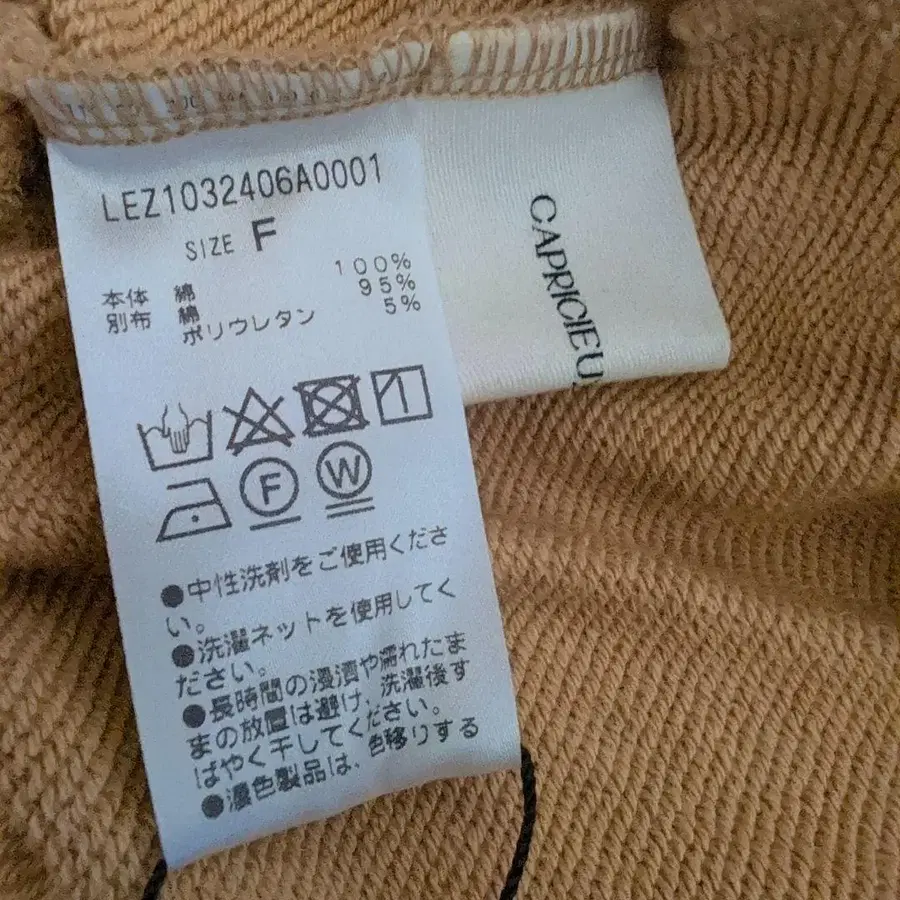 LEZ1032406A0001
SIZE F
本体 綿 100%
別布 綿 95%
ポリウレタン 5%
F W
●中性洗剤をご使用くださ
い。
●洗濯ネットを使用してく
ださい。
●長時間の浸漬や濡れたま
まの放置は避け、洗濯後す
ばやく干してください。
●濃色製品は、色移りする
CAPRICIEU